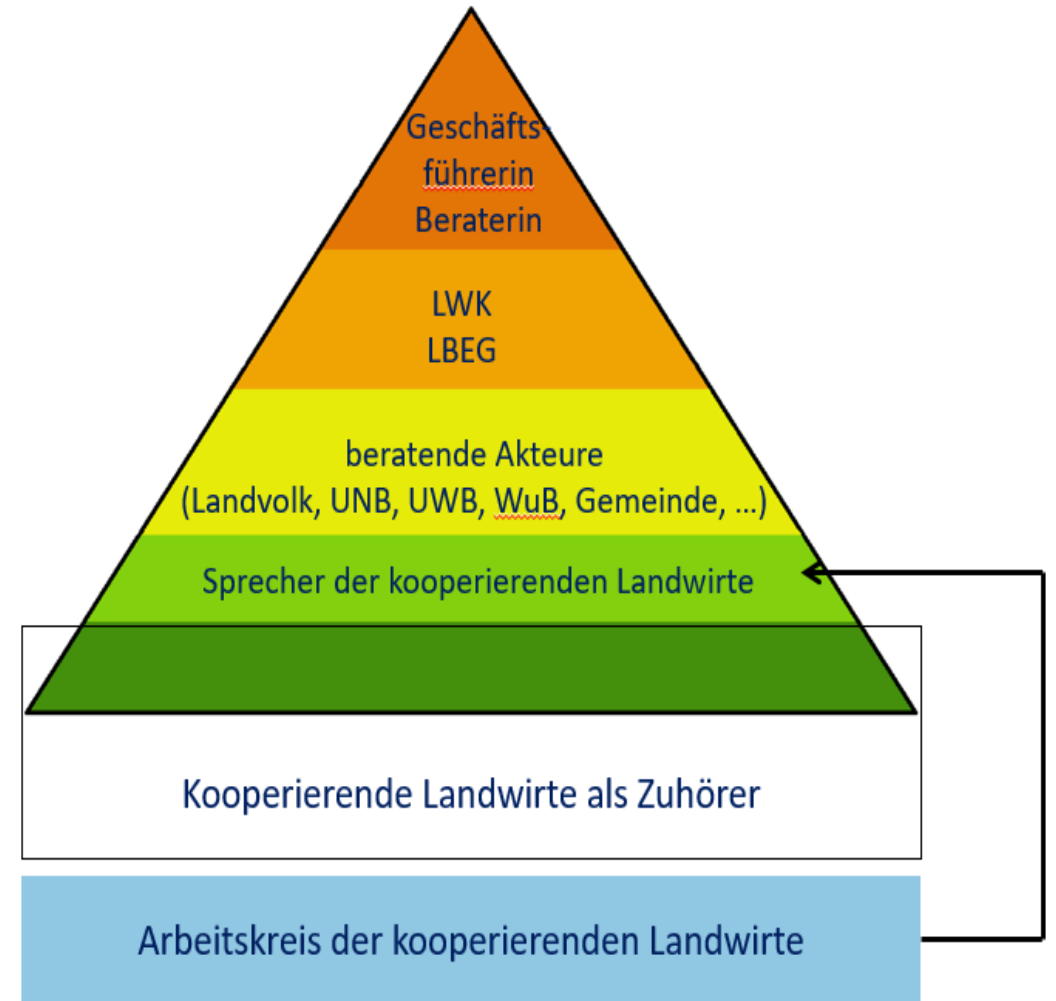 Geschäfts-
führerin
Beraterin
LWK
LBEG
beratende Akteure
(Landvolk, UNB, UWB, WuB, Gemeinde, ...)
Sprecher der kooperierenden Landwirte
Kooperierende Landwirte als Zuhörer
Arbeitskreis der kooperierenden Landwirte